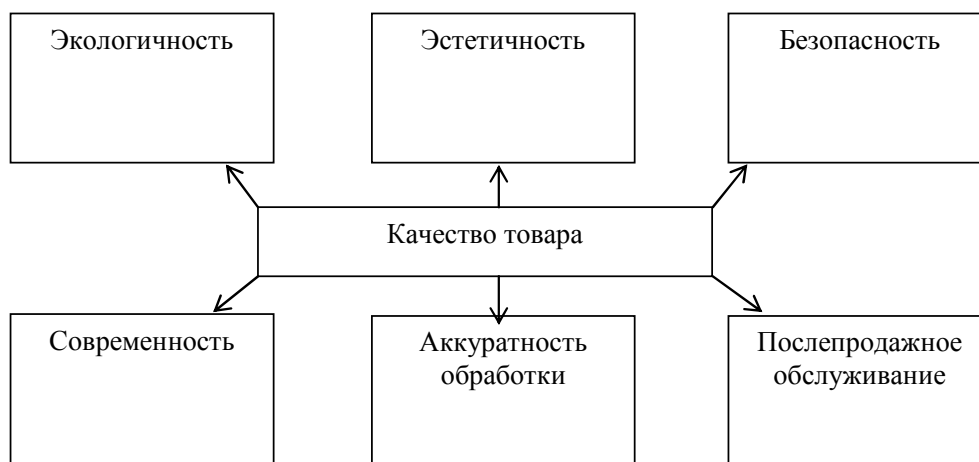 Экологичность
Эстетичность
Безопасность
Качество товара
Современность
Аккуратность
обработки
Послепродажное
обслуживание